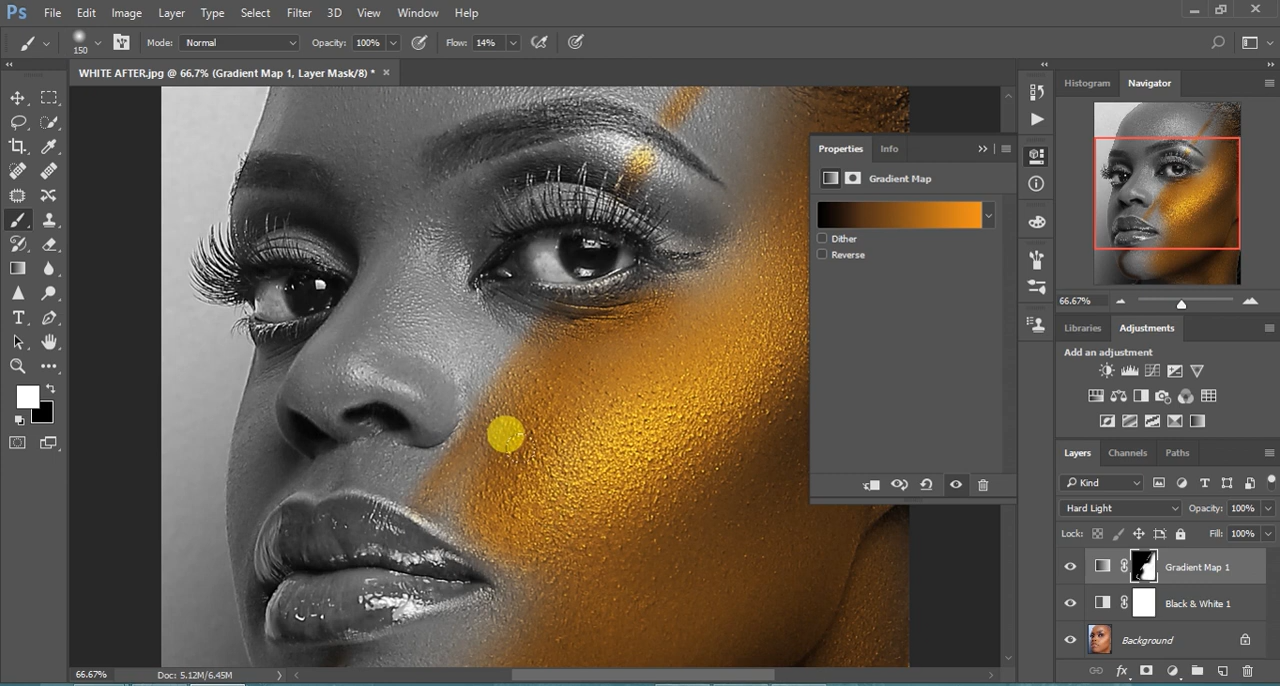 Ps File Edit Image Layer Type Select Filter 3D View Window Help
150 Mode: Normal Opacity: 100% Flow: 14%
WHITE AFTER.jpg @ 66.7% (Gradient Map 1, Layer Mask/8) * ×
Histogram Navigator
Properties Info
Gradient Map
Dither
Reverse
66.67%
Libraries Adjustments
Add an adjustment
Layers Channels Paths
Kind
Hard Light Opacity: 100%
Lock: Fill: 100%
Gradient Map 1
Black & White 1
Background
66.67% Doc: 5.12M/6.45M